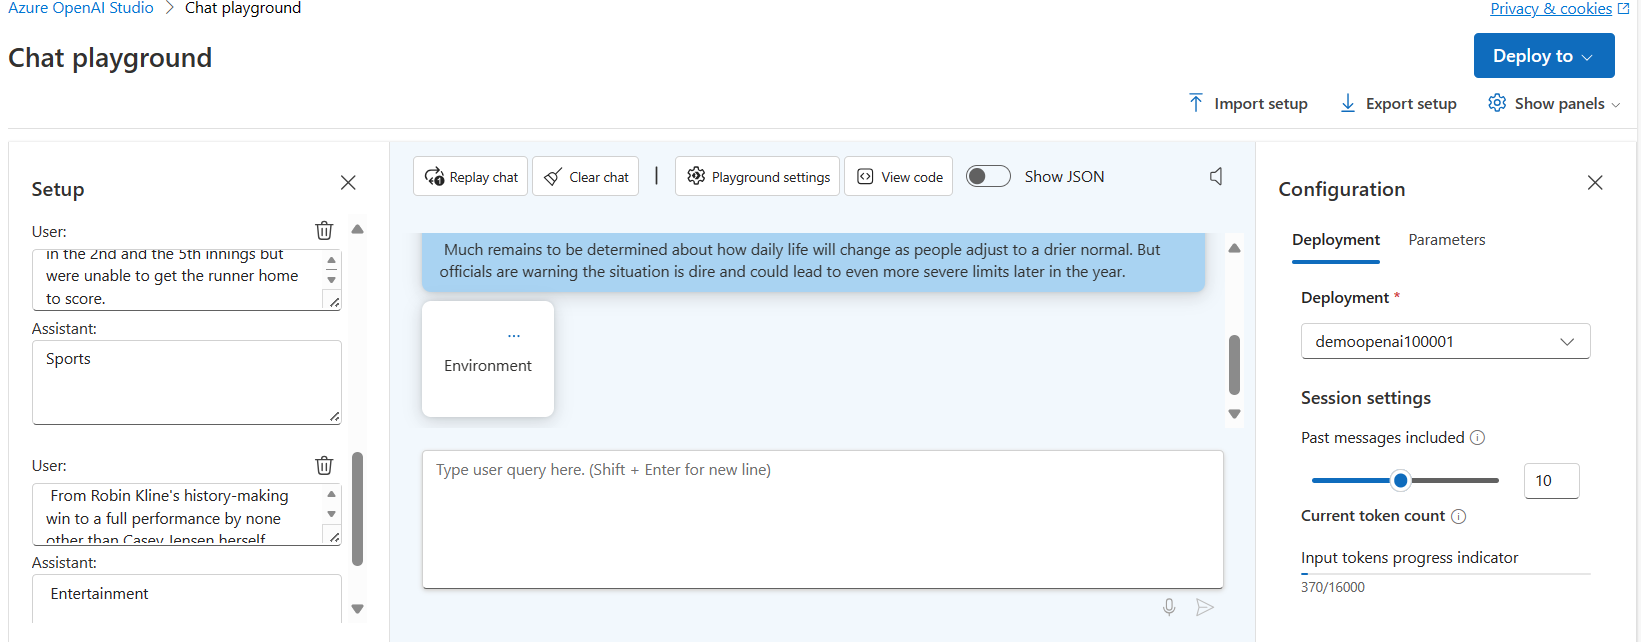 Azure OpenAI Studio > Chat playground
Privacy & cookies
Chat playground
Deploy to
Import setup
Export setup
Show panels
Setup
User:
in the 2nd and the 5th innings but
were unable to get the runner home
to score.
Assistant:
Sports
User:
From Robin Kline's history-making
win to a full performance by none
other than Casey Jensen herself
Assistant:
Entertainment
Replay chat
Clear chat
|
Playground settings
View code
Show JSON
Much remains to be determined about how daily life will change as people adjust to a drier normal. But
officials are warning the situation is dire and could lead to even more severe limits later in the year.
...
Environment
Type user query here. (Shift + Enter for new line)
Configuration
Deployment
Parameters
Deployment *
demoopenai100001
Session settings
Past messages included
10
Current token count
Input tokens progress indicator
370/16000